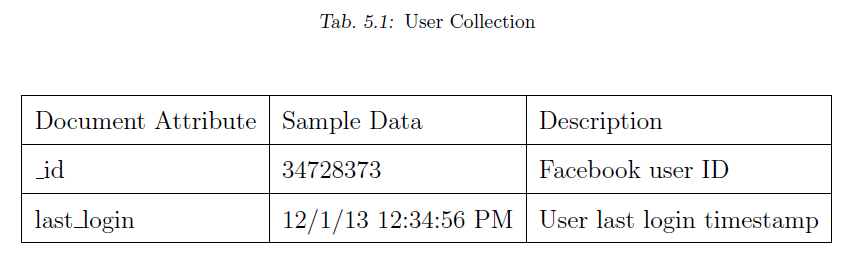 Tab. 5.1: User Collection
Document Attribute Sample Data Description
_id 34728373 Facebook user ID
last_login 12/1/13 12:34:56 PM User last login timestamp